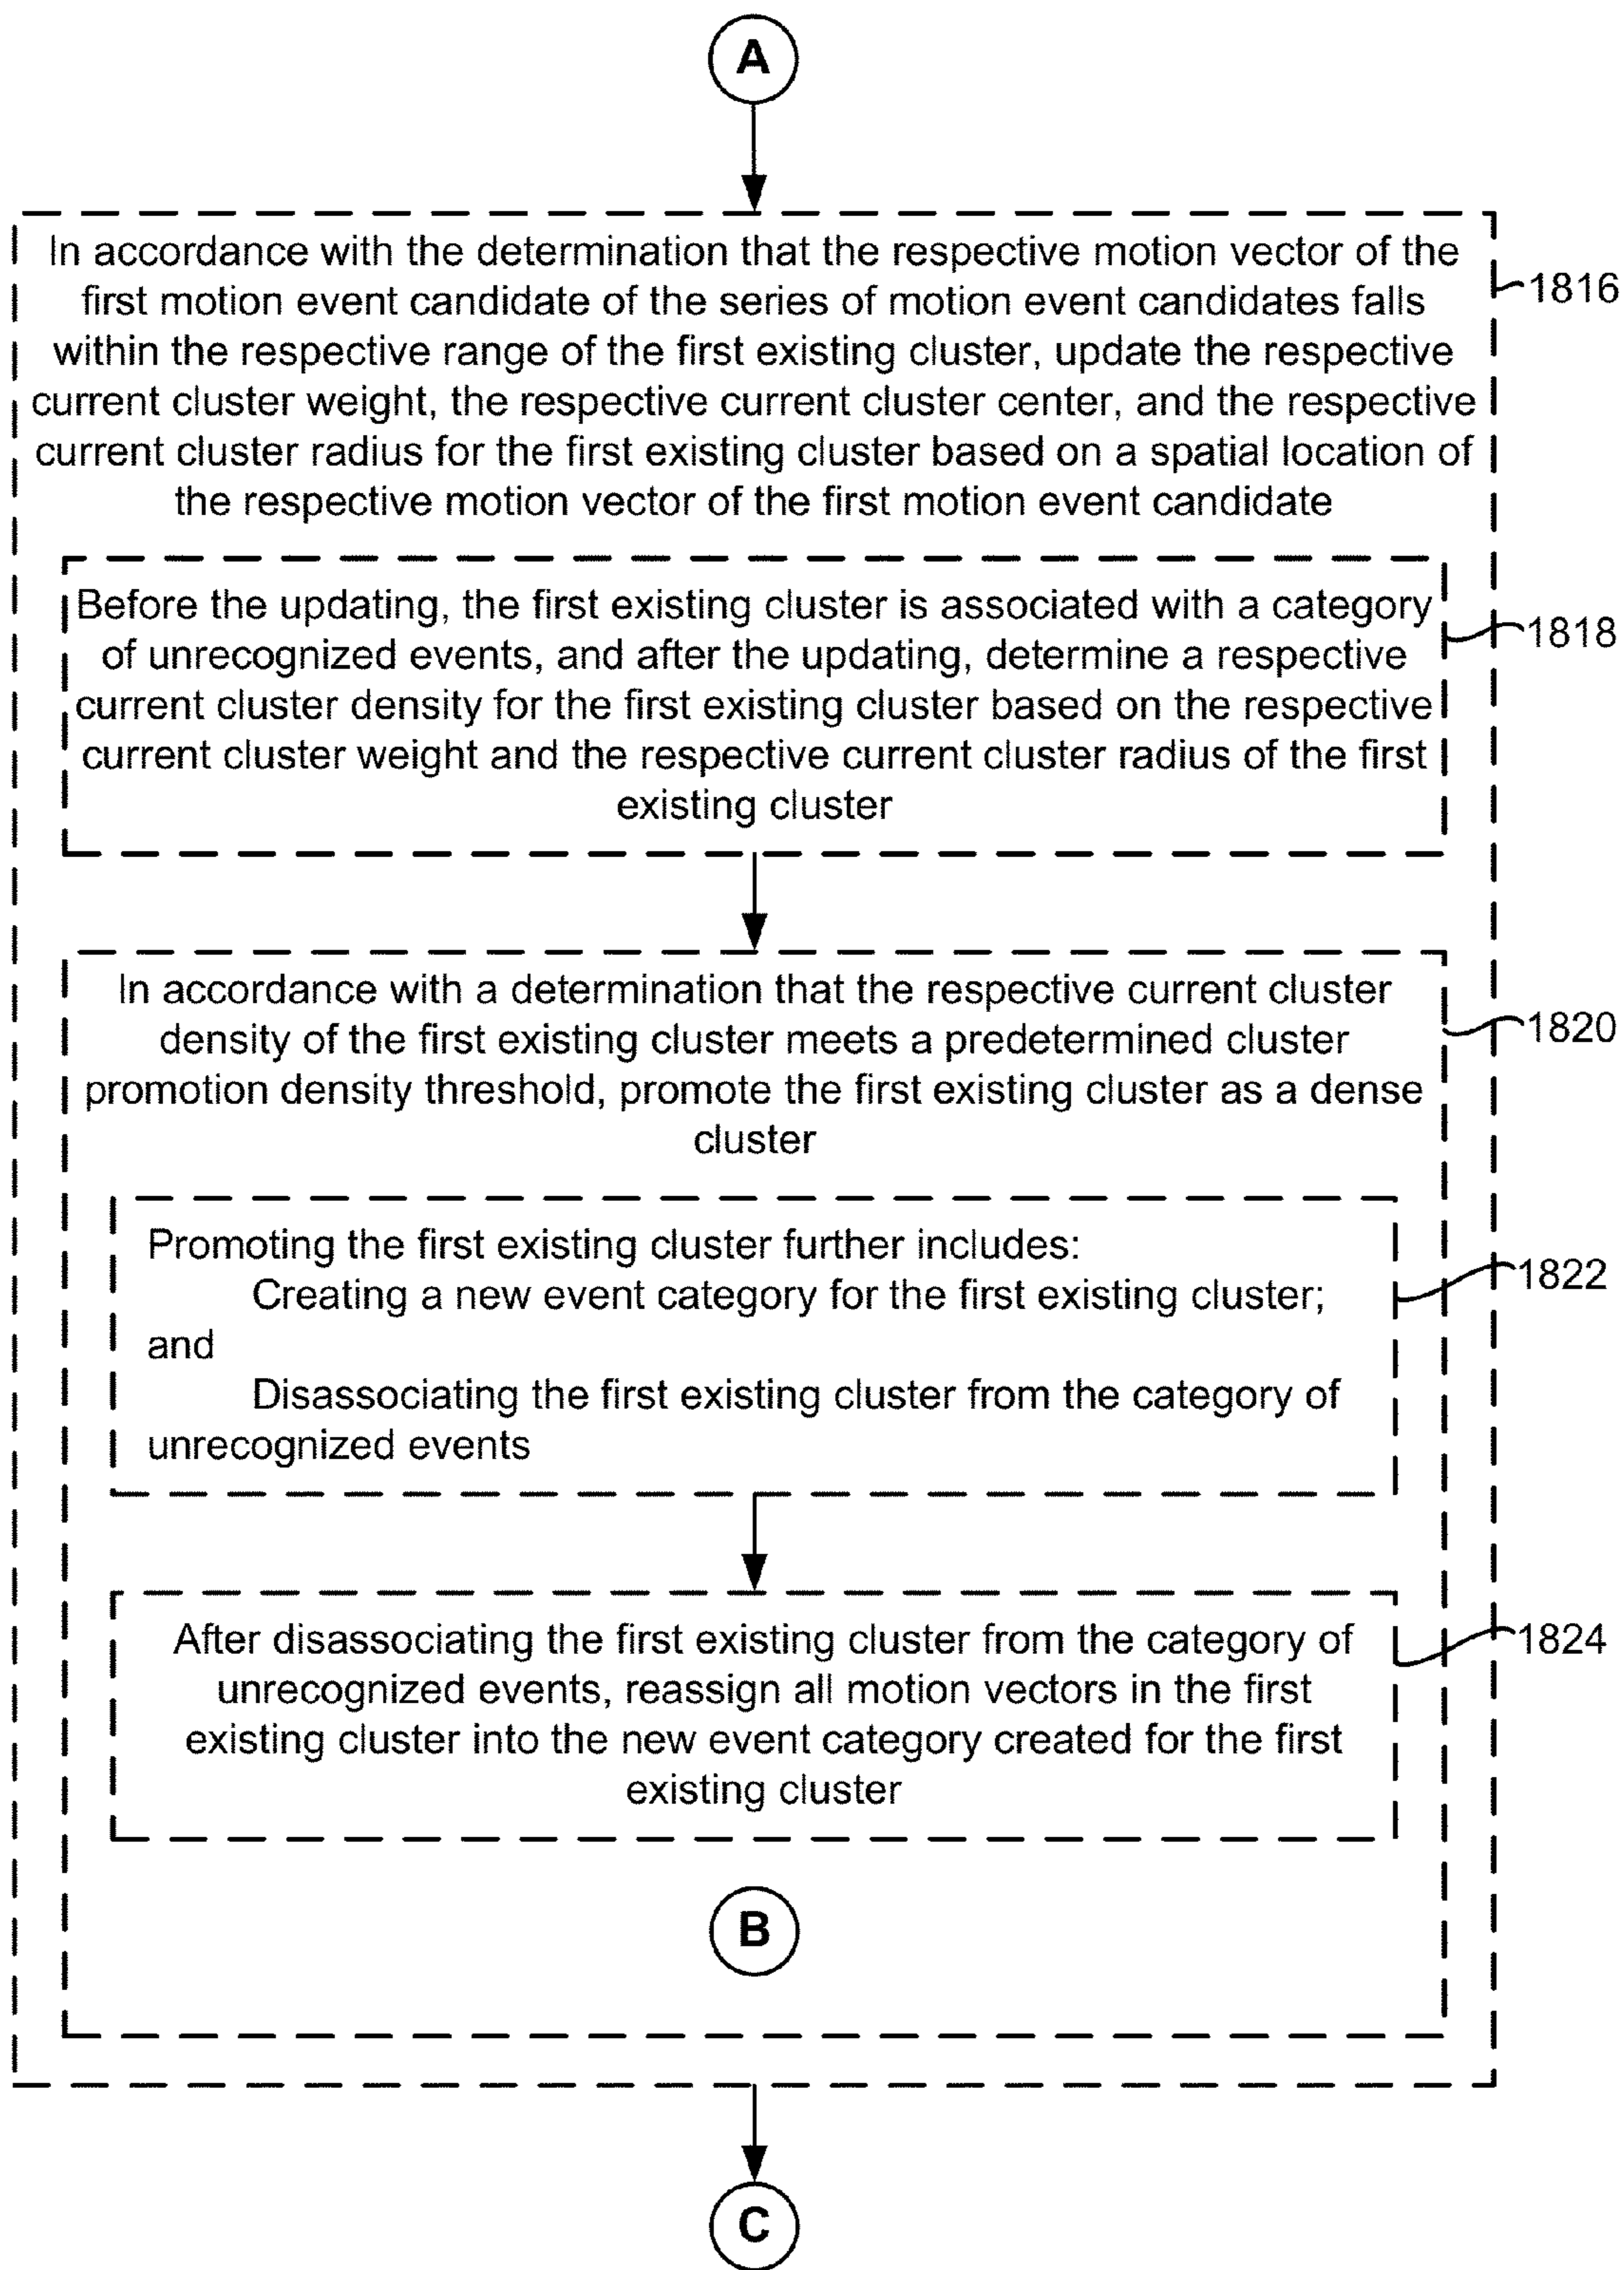 A
In accordance with the determination that the respective motion vector of the
first motion event candidate of the series of motion event candidates falls
within the respective range of the first existing cluster, update the respective
current cluster weight, the respective current cluster center, and the respective
current cluster radius for the first existing cluster based on a spatial location of
the respective motion vector of the first motion event candidate
1816
Before the updating, the first existing cluster is associated with a category
of unrecognized events, and after the updating, determine a respective
current cluster density for the first existing cluster based on the respective
current cluster weight and the respective current cluster radius of the first
existing cluster
1818
In accordance with a determination that the respective current cluster
density of the first existing cluster meets a predetermined cluster
promotion density threshold, promote the first existing cluster as a dense
cluster
1820
Promoting the first existing cluster further includes:
Creating a new event category for the first existing cluster;
and
Disassociating the first existing cluster from the category of
unrecognized events
1822
After disassociating the first existing cluster from the category of
unrecognized events, reassign all motion vectors in the first
existing cluster into the new event category created for the first
existing cluster
1824
B
C